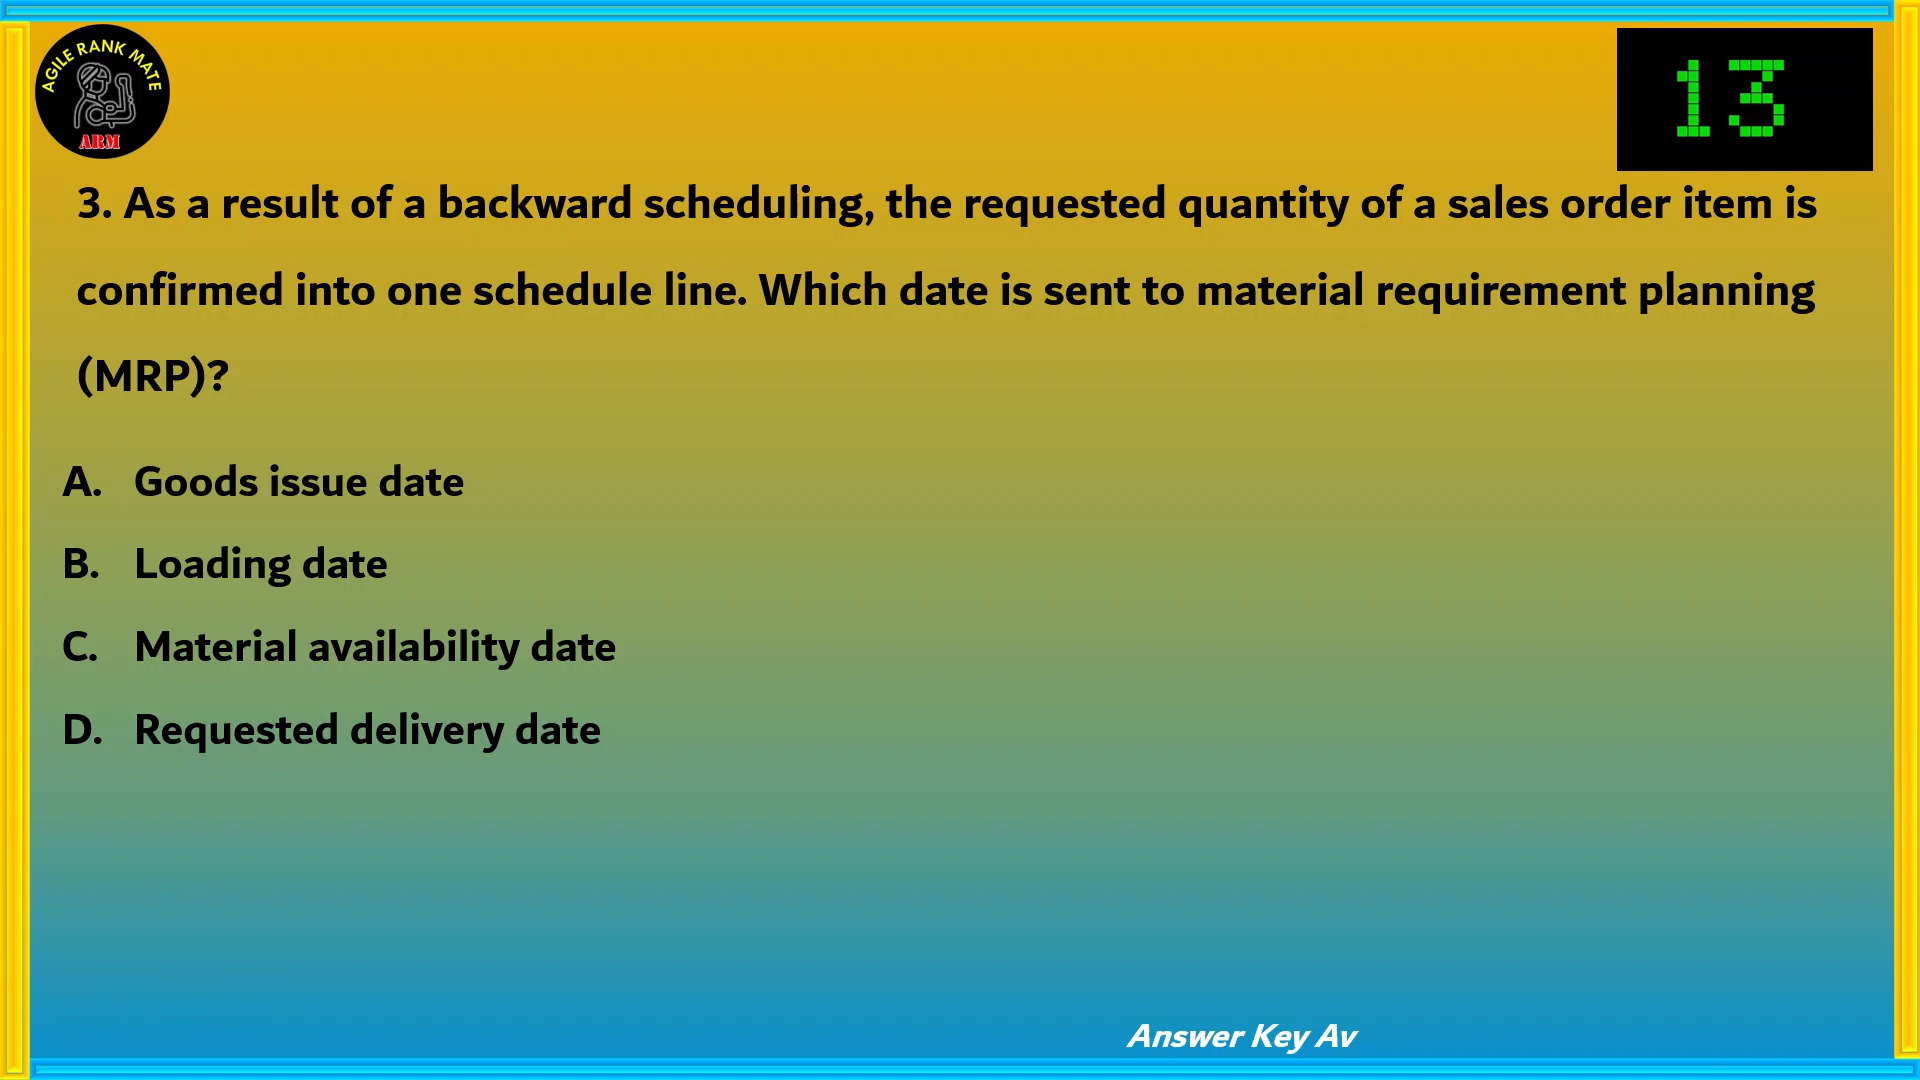 AGILE RANK MATE
ARM
13
3. As a result of a backward scheduling, the requested quantity of a sales order item is
confirmed into one schedule line. Which date is sent to material requirement planning
(MRP)?
A. Goods issue date
B. Loading date
C. Material availability date
D. Requested delivery date
Answer Key Av